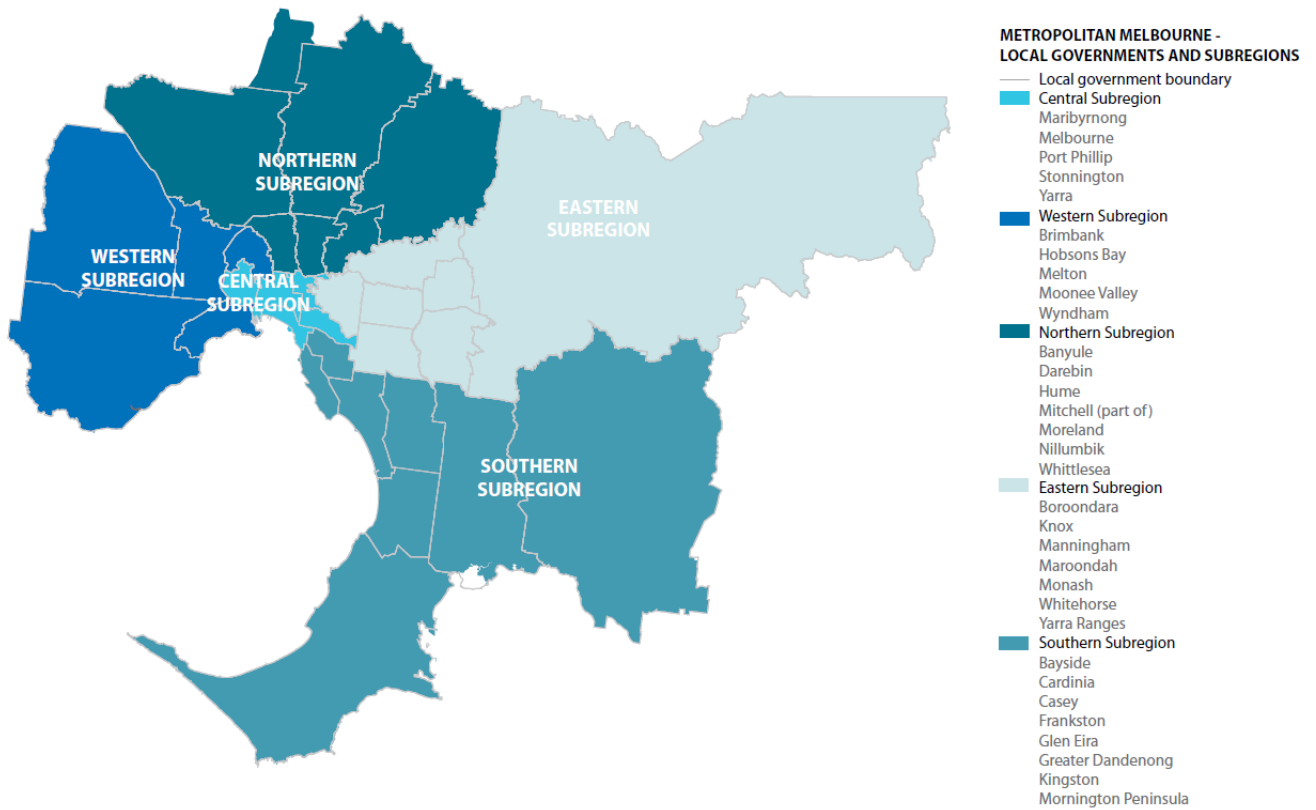 NORTHERN
SUBREGION
EASTERN
SUBREGION
WESTERN
SUBREGION
CENTRAL
SUBREGION
SOUTHERN
SUBREGION
METROPOLITAN MELBOURNE -
LOCAL GOVERNMENTS AND SUBREGIONS
Local government boundary
Central Subregion
Maribyrnong
Melbourne
Port Phillip
Stonnington
Yarra
Western Subregion
Brimbank
Hobsons Bay
Melton
Moonee Valley
Wyndham
Northern Subregion
Banyule
Darebin
Hume
Mitchell (part of)
Moreland
Nillumbik
Whittlesea
Eastern Subregion
Boroondara
Knox
Manningham
Maroondah
Monash
Whitehorse
Yarra Ranges
Southern Subregion
Bayside
Cardinia
Casey
Frankston
Glen Eira
Greater Dandenong
Kingston
Mornington Peninsula